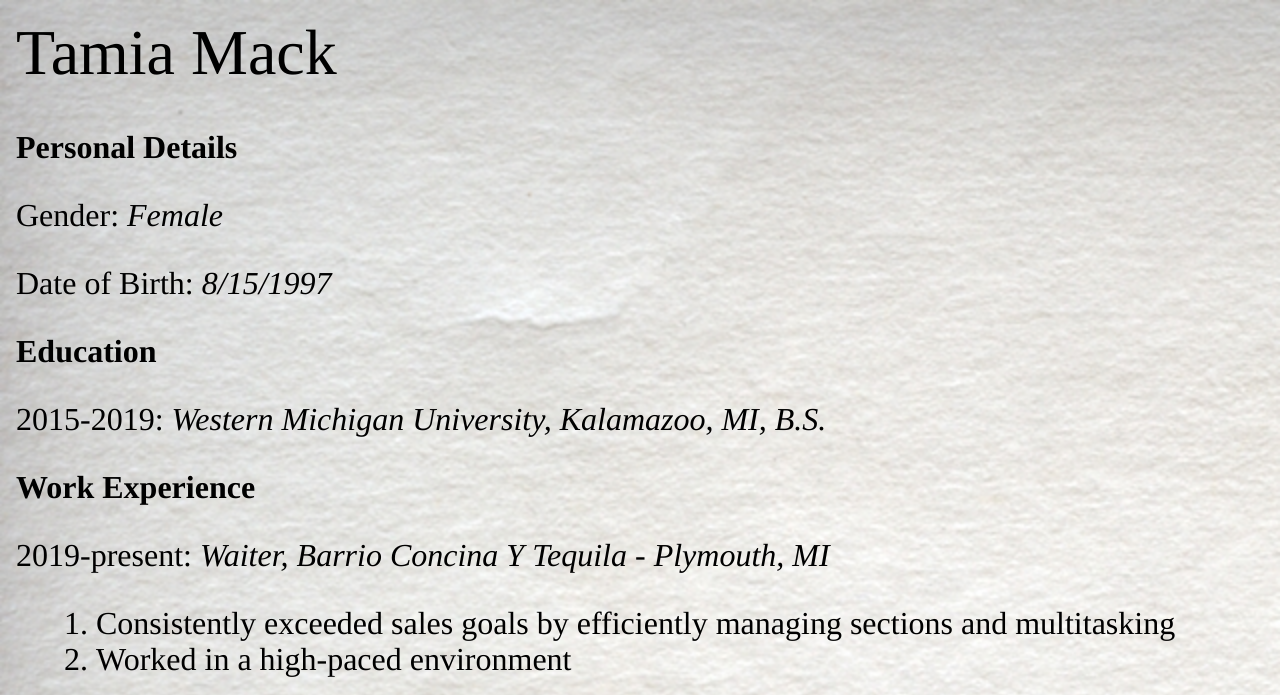 Tamia Mack
Personal Details
Gender: Female
Date of Birth: 8/15/1997
Education
2015-2019: Western Michigan University, Kalamazoo, MI, B.S.
Work Experience
2019-present: Waiter, Barrio Concina Y Tequila - Plymouth, MI
1. Consistently exceeded sales goals by efficiently managing sections and multitasking
2. Worked in a high-paced environment